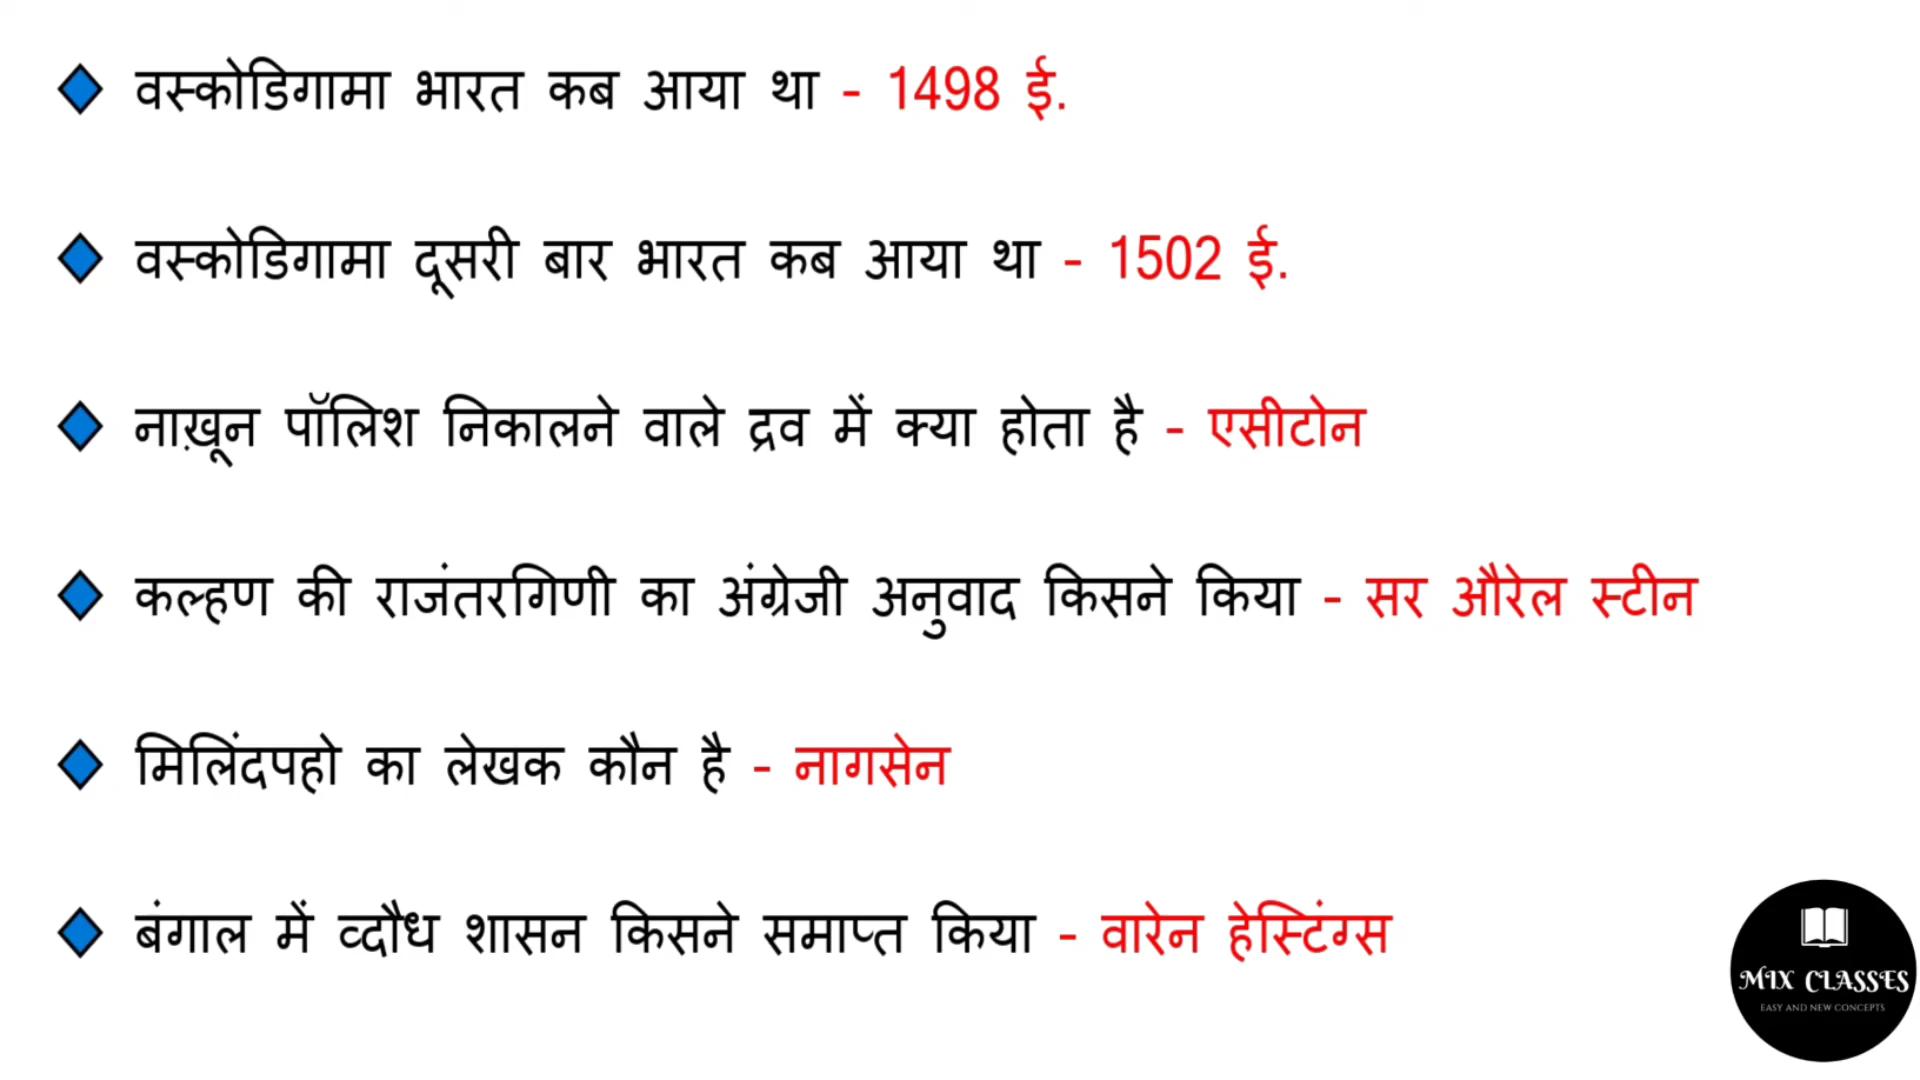 वस्कोडिगामा भारत कब आया था - 1498 ई.
वस्कोडिगामा दूसरी बार भारत कब आया था - 1502 ई.
नाख़ून पॉलिश निकालने वाले द्रव में क्या होता है - एसीटोन
कल्हण की राजंतरगिणी का अंग्रेजी अनुवाद किसने किया - सर औरेल स्टीन
मिलिंदपहो का लेखक कौन है - नागसेन
बंगाल में व्दौध शासन किसने समाप्त किया - वारेन हेस्टिंग्स
MIX CLASSES
EASY AND NEW CONCEPTS